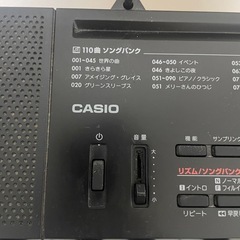 110曲 ソングバンク
001~045 世界の曲
001 きらきら星
007 アメイジング・グレイス
020 グリーンスリーブス
046~050 イベント
046 きよしこの夜
051~090 ピアノ/クラシック
051 メリーさんのひつじ
CASIO
音量
大
小
機能
サンプリング
リズム/ソングバンク
イントロ
リピート
早戻